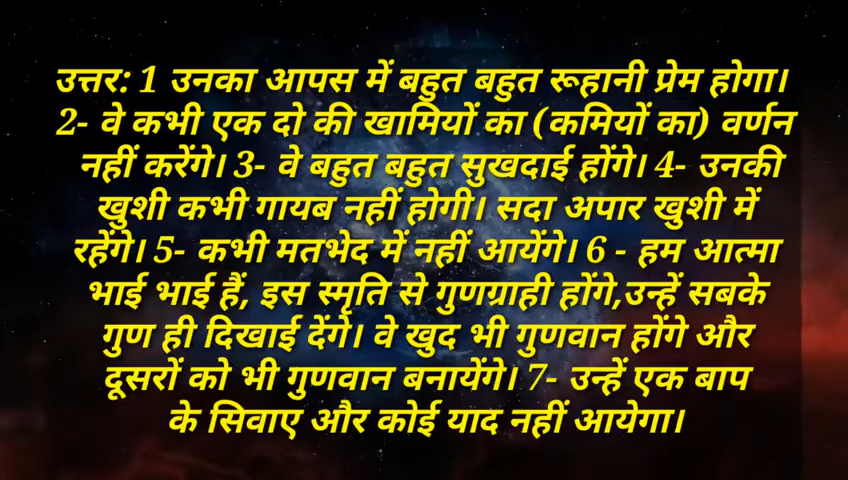 उत्तर: 1 उनका आपस में बहुत बहुत रूहानी प्रेम होगा।
2- वे कभी एक दो की खामियों का (कमियों का) वर्णन
नहीं करेंगे। 3- वे बहुत बहुत सुखदाई होंगे। 4- उनकी
खुशी कभी गायब नहीं होगी। सदा अपार खुशी में
रहेंगे। 5- कभी मतभेद में नहीं आयेंगे। 6 - हम आत्मा
भाई भाई हैं, इस स्मृति से गुणग्राही होंगे,उन्हें सबके
गुण ही दिखाई देंगे। वे खुद भी गुणवान होंगे और
दूसरों को भी गुणवान बनायेंगे। 7- उन्हें एक बाप
के सिवाए और कोई याद नहीं आयेगा।